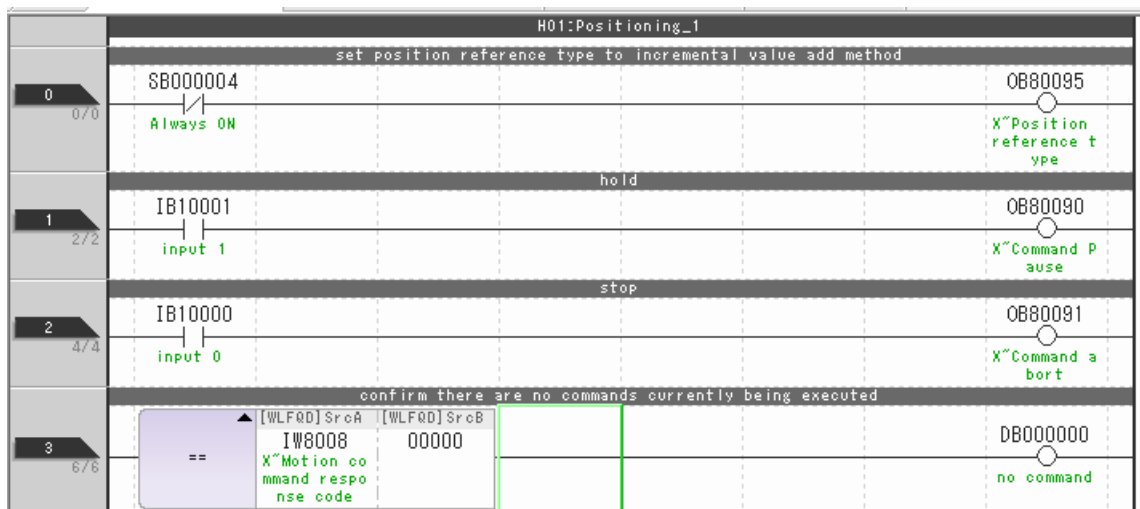 H01:Positioning_1
set position reference type to incremental value add method
0
0/0
SB000004
Always ON
OB80095
X~Position
reference t
ype
hold
1
2/2
IB10001
input 1
OB80090
X~Command P
ause
stop
2
4/4
IB10000
input 0
OB80091
X~Command a
bort
confirm there are no commands currently being executed
3
6/6
==
[WLFQD]SrcA [WLFQD]SrcB
IW8008 00000
X~Motion co
mmand respo
nse code
DB000000
no command